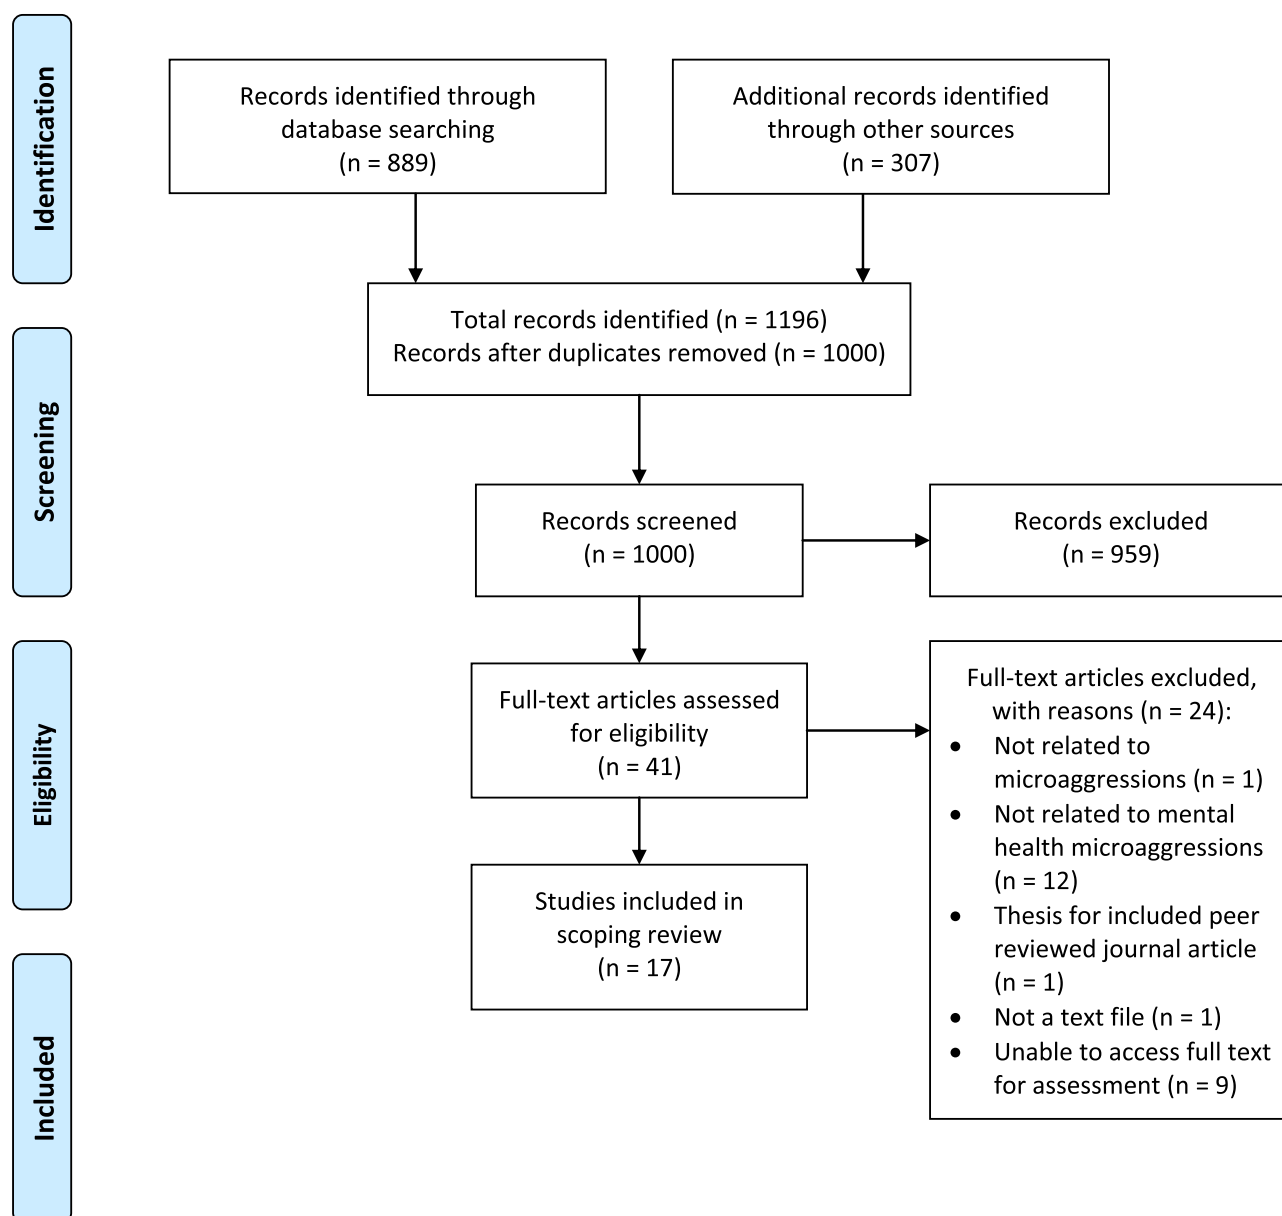 Identification
Records identified through
database searching
(n = 889)
Additional records identified
through other sources
(n = 307)
Total records identified (n = 1196)
Records after duplicates removed (n = 1000)
Screening
Records screened
(n = 1000)
Records excluded
(n = 959)
Eligibility
Full-text articles assessed
for eligibility
(n = 41)
Full-text articles excluded,
with reasons (n = 24):
• Not related to
microaggressions (n = 1)
• Not related to mental
health microaggressions
(n = 12)
• Thesis for included peer
reviewed journal article
(n = 1)
• Not a text file (n = 1)
• Unable to access full text
for assessment (n = 9)
Included
Studies included in
scoping review
(n = 17)